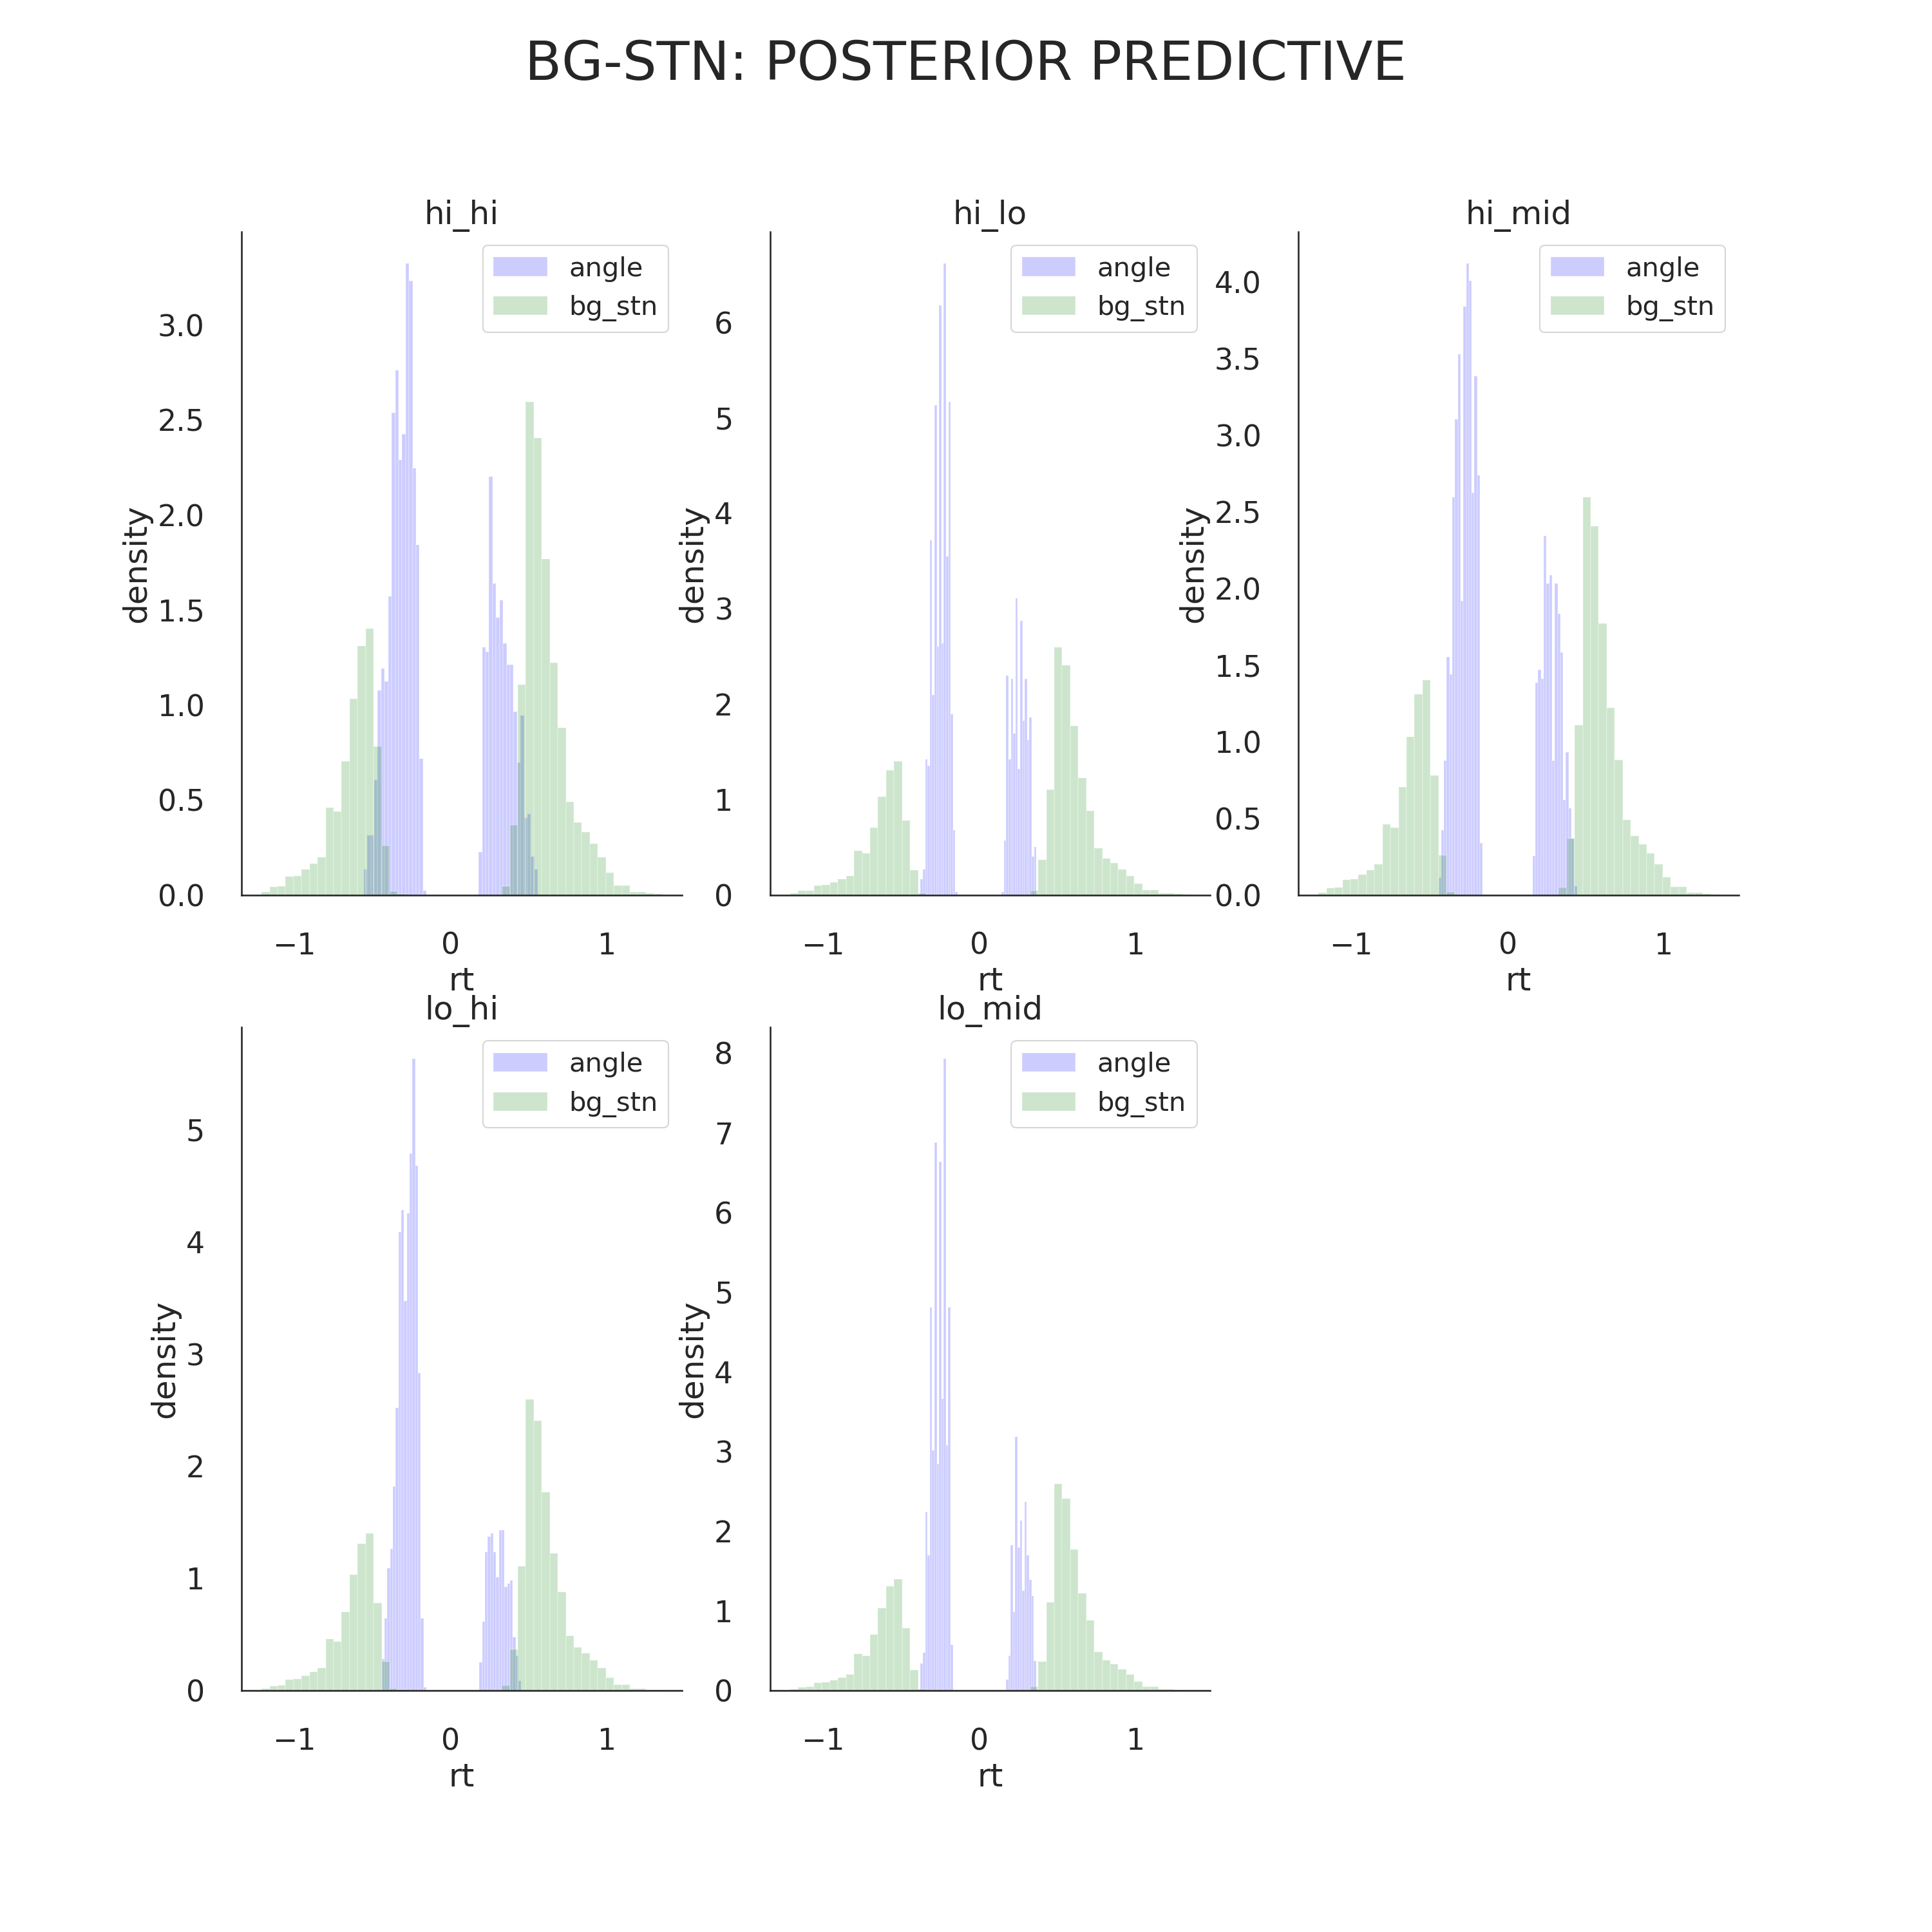 BG-STN: POSTERIOR PREDICTIVE
hi_hi
angle
bg_stn
density
3.0
2.5
2.0
1.5
1.0
0.5
0.0
−1 0 1
rt
hi_lo
angle
bg_stn
density
6
5
4
3
2
1
0
−1 0 1
rt
hi_mid
angle
bg_stn
density
4.0
3.5
3.0
2.5
2.0
1.5
1.0
0.5
0.0
−1 0 1
rt
lo_hi
angle
bg_stn
density
5
4
3
2
1
0
−1 0 1
rt
lo_mid
angle
bg_stn
density
8
7
6
5
4
3
2
1
0
−1 0 1
rt